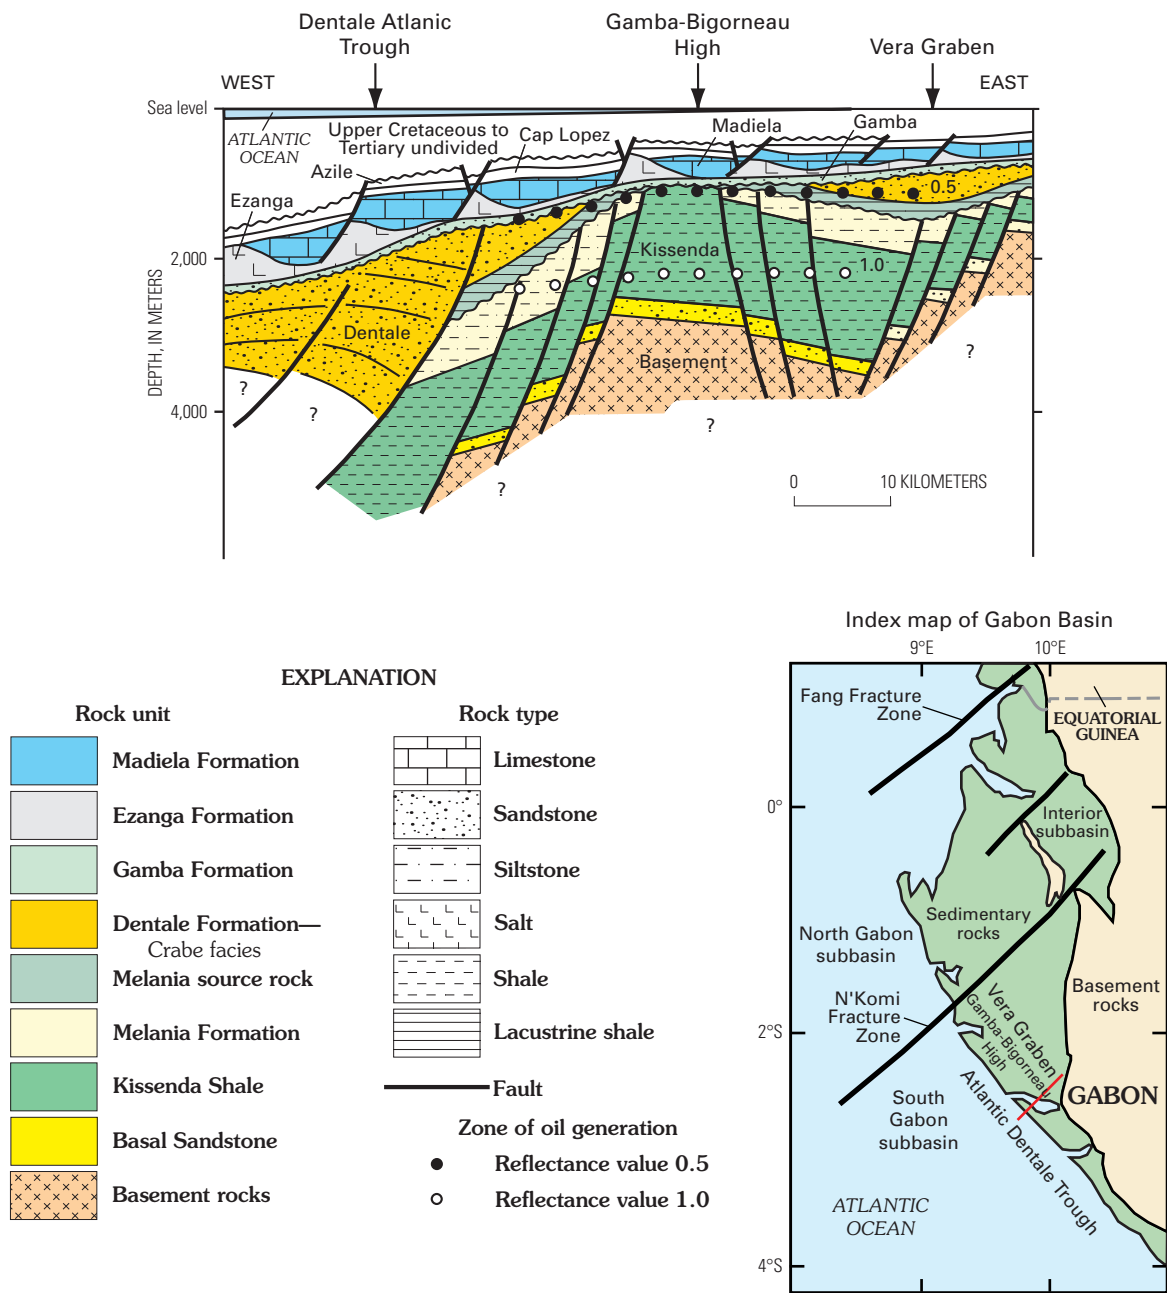 Dentale Atlanic
Trough
Gamba-Bigorneau
High
Vera Graben
WEST
EAST
Sea level
ATLANTIC
OCEAN
Upper Cretaceous to
Tertiary undivided
Cap Lopez
Madiela
Gamba
Azile
Ezanga
0.5
2,000
Kissenda
1.0
DEPTH, IN METERS
Dentale
Basement
?
?
?
4,000
?
?
0
10 KILOMETERS
Index map of Gabon Basin
9°E
10°E
Fang Fracture
Zone
EQUATORIAL
GUINEA
0°
Interior
subbasin
Sedimentary
rocks
North Gabon
subbasin
Basement
rocks
N'Komi
Fracture
Zone
Vera Graben
Gamba-Bigorneau
High
2°S
South
Gabon
subbasin
GABON
Atlantic Dentale Trough
ATLANTIC
OCEAN
4°S
EXPLANATION
Rock unit
Madiela Formation
Ezanga Formation
Gamba Formation
Dentale Formation—
Crabe facies
Melania source rock
Melania Formation
Kissenda Shale
Basal Sandstone
Basement rocks
Rock type
Limestone
Sandstone
Siltstone
Salt
Shale
Lacustrine shale
Fault
Zone of oil generation
Reflectance value 0.5
Reflectance value 1.0